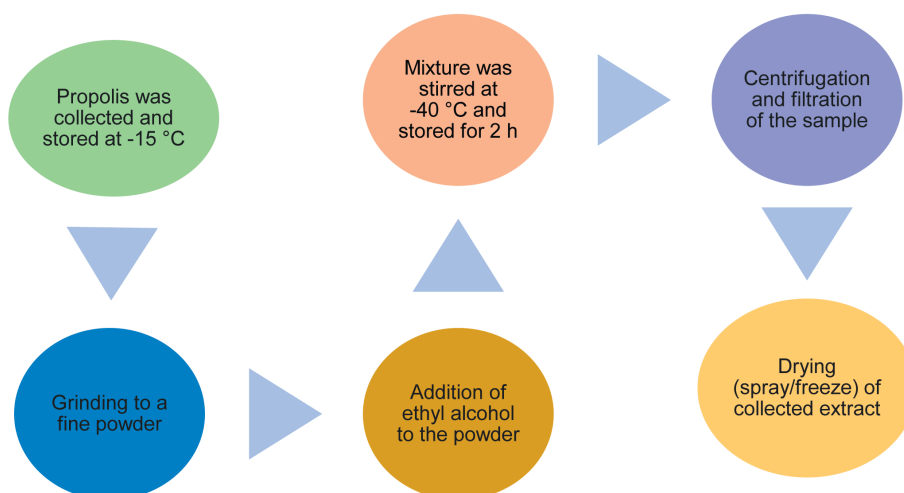 Propolis was
collected and
stored at -15 °C
Grinding to a
fine powder
Addition of
ethyl alcohol
to the powder
Mixture was
stirred at
-40 °C and
stored for 2 h
Centrifugation
and filtration
of the sample
Drying
(spray/freeze) of
collected extract